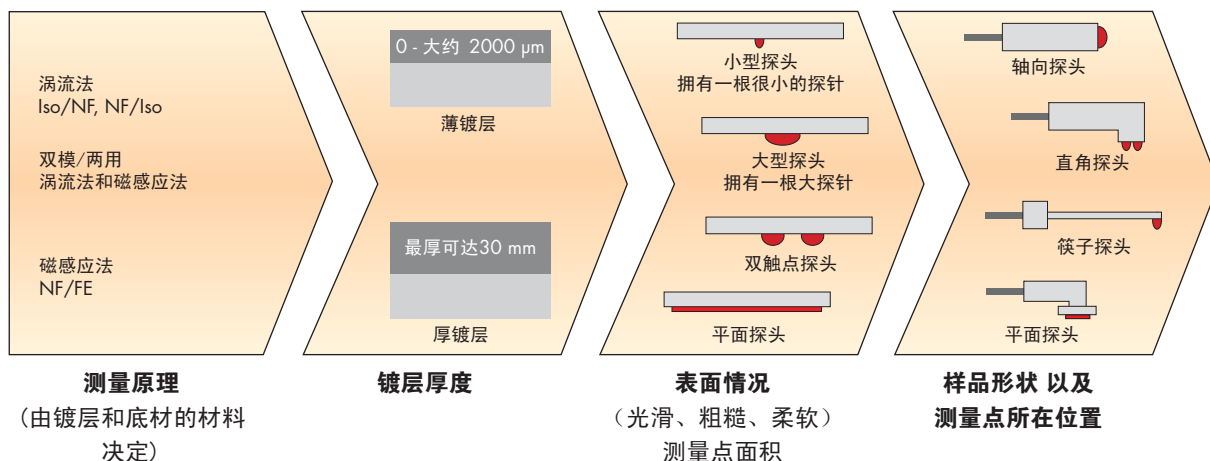 涡流法
Iso/NF, NF/Iso
双模/两用
涡流法和磁感应法
磁感应法
NF/FE
测量原理
(由镀层和底材的材料
决定)
0 - 大约 2000 µm
薄镀层
最厚可达30 mm
厚镀层
镀层厚度
小型探头
拥有一根很小的探针
大型探头
拥有一根大探针
双触点探头
平面探头
表面情况
（光滑、粗糙、柔软）
测量点面积
轴向探头
直角探头
筷子探头
平面探头
样品形状 以及
测量点所在位置